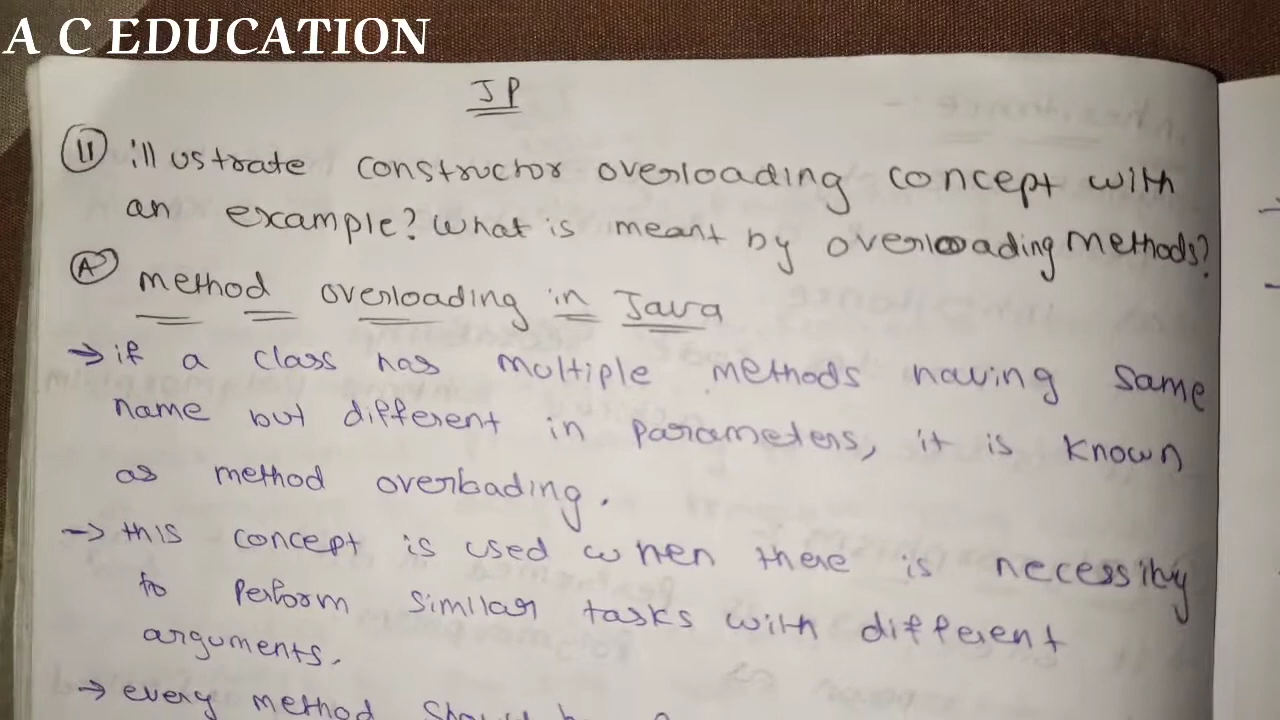 A C EDUCATION
JP
11 illustrate constructor overloading concept with
an example? What is meant by overloading methods?
A method overloading in Java
→ if a class has multiple methods having same
name but different in parameters, it is known
as method overloading.
→ this concept is used when there is necessity
to perform similar tasks with different
arguments.
→ every method